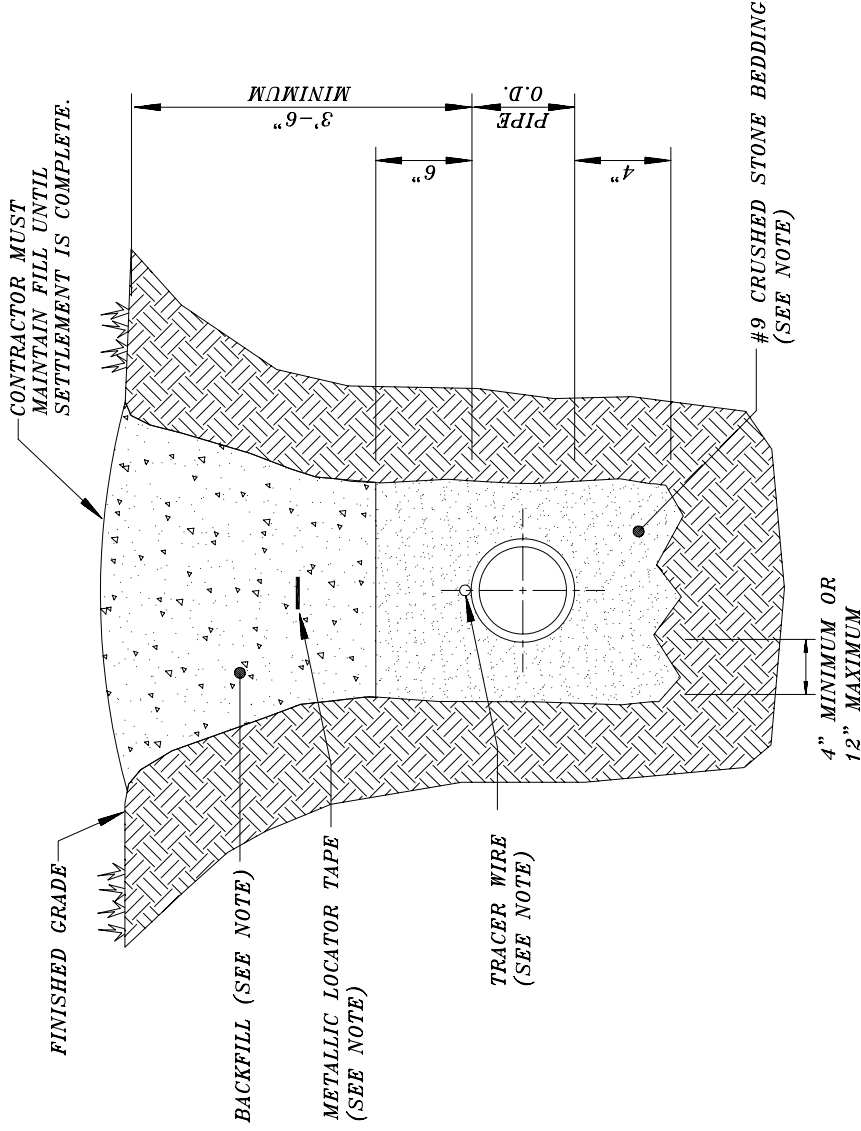 CONTRACTOR MUST
MAINTAIN FILL UNTIL
SETTLEMENT IS COMPLETE.
FINISHED GRADE
BACKFILL (SEE NOTE)
METALLIC LOCATOR TAPE
(SEE NOTE)
TRACER WIRE
(SEE NOTE)
3'-6"
MINIMUM
6"
PIPE
O.D.
4"
#9 CRUSHED STONE BEDDING
(SEE NOTE)
4" MINIMUM OR
12" MAXIMUM